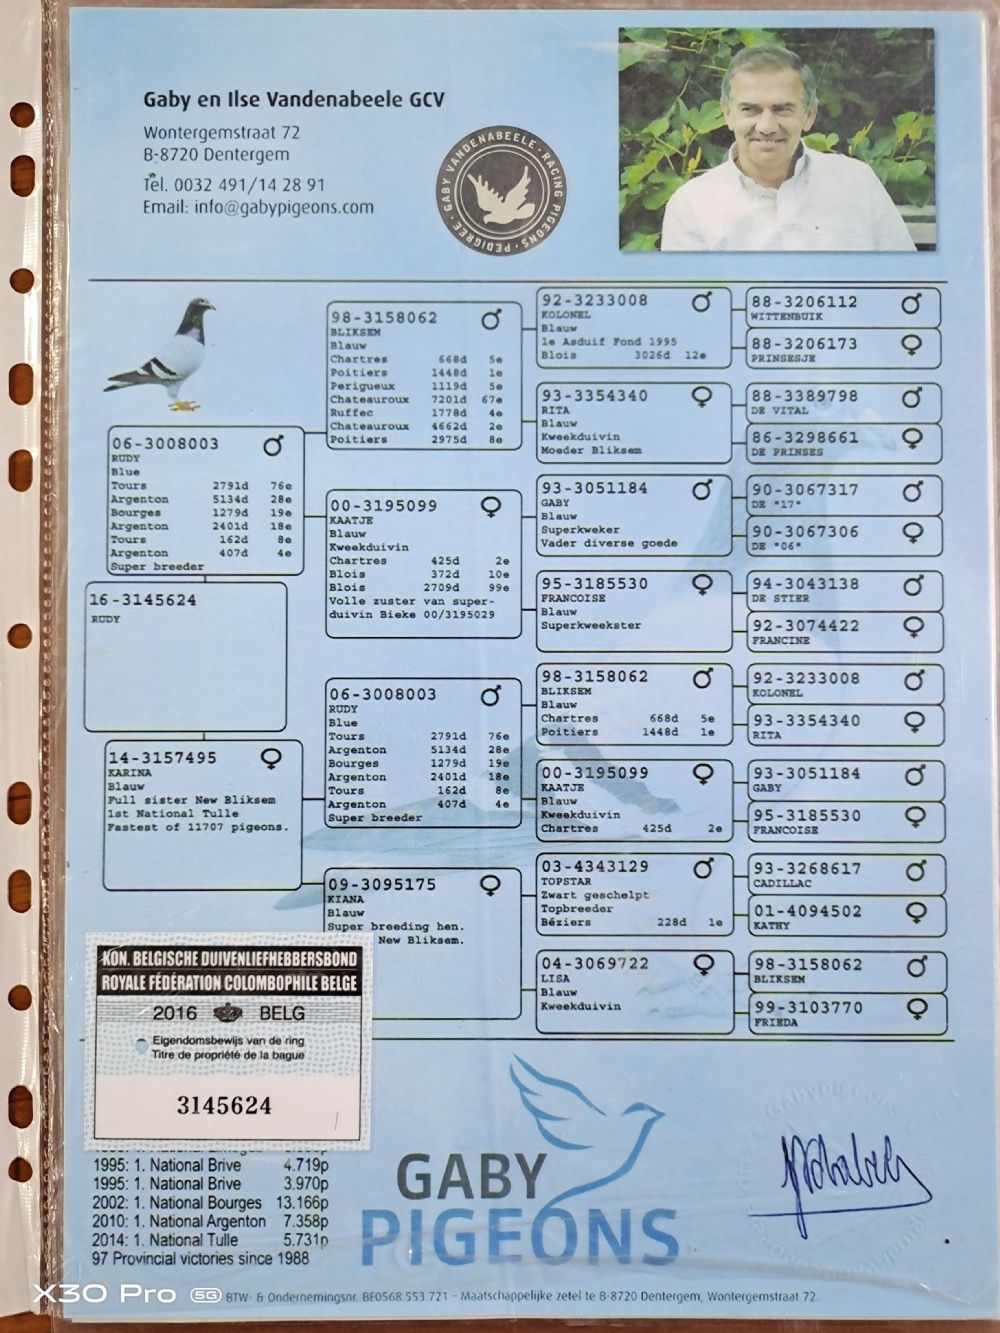 Gaby en Ilse Vandenabeele GCV
Wontergemstraat 72
B-8720 Dentergem
Tel. 0032 491/14 28 91
Email: info@gabypigeons.com
GABY VANDENABEELE · RACING PIGEONS · PEDIGREE ·
98-3158062 ♂
BLIKSEM
Blauw
Chartres 668d 5e
Poitiers 1448d 1e
Perigueux 1119d 5e
Chateauroux 7201d 67e
Ruffec 1778d 4e
Chateauroux 4662d 2e
Poitiers 2975d 8e
92-3233008 ♂
KOLONEL
Blauw
1e Asduif Fond 1995
Blois 3026d 12e
88-3206112 ♂
WITTENBUIK
88-3206173 ♀
PRINSESJE
93-3354340 ♀
RITA
Blauw
Kweekduivin
Moeder Bliksem
88-3389798 ♂
DE VITAL
86-3298661 ♀
DE PRINSES
06-3008003 ♂
RUDY
Blue
Tours 2791d 76e
Argenton 5134d 28e
Bourges 1279d 19e
Argenton 2401d 18e
Tours 162d 8e
Argenton 407d 4e
Super breeder
00-3195099 ♀
KAATJE
Blauw
Kweekduivin
Chartres 425d 2e
Blois 372d 10e
Blois 2709d 99e
Volle zuster van super-
duivin Bieke 00/3195029
93-3051184 ♂
GABY
Blauw
Superkweker
Vader diverse goede
90-3067317 ♂
DE "17"
90-3067306 ♀
DE "06"
95-3185530 ♀
FRANCOISE
Blauw
Superkweekster
94-3043138 ♂
DE STIER
92-3074422 ♀
FRANCINE
16-3145624
RUDY
14-3157495 ♀
KARINA
Blauw
Full sister New Bliksem
1st National Tulle
Fastest of 11707 pigeons.
06-3008003 ♂
RUDY
Blue
Tours 2791d 76e
Argenton 5134d 28e
Bourges 1279d 19e
Argenton 2401d 18e
Tours 162d 8e
Argenton 407d 4e
Super breeder
98-3158062 ♂
BLIKSEM
Blauw
Chartres 668d 5e
Poitiers 1448d 1e
92-3233008 ♂
KOLONEL
93-3354340 ♀
RITA
00-3195099 ♀
KAATJE
Blauw
Kweekduivin
Chartres 425d 2e
93-3051184 ♂
GABY
95-3185530 ♀
FRANCOISE
09-3095175 ♀
KIANA
Blauw
Super breeding hen.
New Bliksem.
03-4343129 ♂
TOPSTAR
Zwart geschelpt
Topbreeder
Béziers 228d 1e
93-3268617 ♂
CADILLAC
01-4094502 ♀
KATHY
04-3069722 ♀
LISA
Blauw
Kweekduivin
98-3158062 ♂
BLIKSEM
99-3103770 ♀
FRIEDA
KON. BELGISCHE DUIVENLIEFHEBBERSBOND
ROYALE FÉDÉRATION COLOMBOPHILE BELGE
2016 BELG
Eigendomsbewijs van de ring
Titre de propriété de la bague
3145624
1995: 1. National Brive 4.719p
1995: 1. National Brive 3.970p
2002: 1. National Bourges 13.166p
2010: 1. National Argenton 7.358p
2014: 1. National Tulle 5.731p
97 Provincial victories since 1988
GABY
PIGEONS
Gabypigeons
BTW- & Ondernemingsnr. BE0568.553.721 - Maatschappelijke zetel te B-8720 Dentergem, Wontergemstraat 72.
X30 Pro 5G